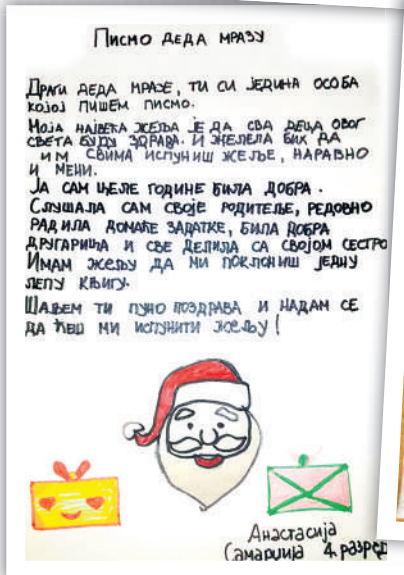 Писмо деда мразу
Драги деда мразе, ти си једина особа
којој пишем писмо.
Моја највећа жеља је да сва деца овог
света буду здрава. И желела бих да
им свима испуниш жеље, наравно
и мени.
Ја сам целе године била добра.
Слушала сам своје родитеље, редовно
радила домаће задатке, била добра
другарица и све делила са својом сестро
Имам жељу да ми поклониш једну
лепу књигу.
Шаљем ти пуно поздрава и надам се
да ћеш ми испунити жељу!
Анастасија
Самарџија 4. разред